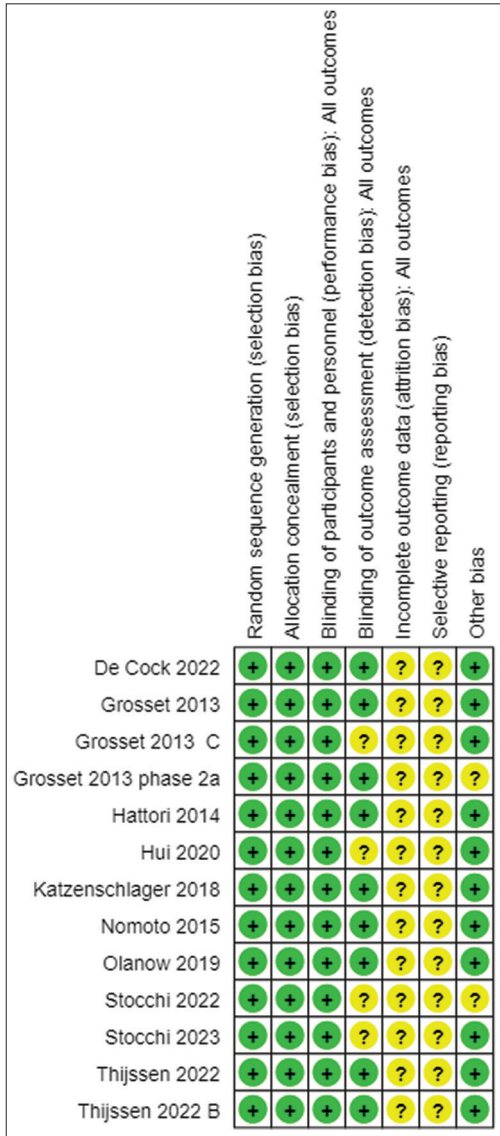 Random sequence generation (selection bias)
Allocation concealment (selection bias)
Blinding of participants and personnel (performance bias): All outcomes
Blinding of outcome assessment (detection bias): All outcomes
Incomplete outcome data (attrition bias): All outcomes
Selective reporting (reporting bias)
Other bias
De Cock 2022 + + + + ? ? +
Grosset 2013 + + + + ? ? +
Grosset 2013 C + + + ? ? ? +
Grosset 2013 phase 2a + + + + ? ? ?
Hattori 2014 + + + + ? ? +
Hui 2020 + + + ? ? ? +
Katzenschlager 2018 + + + + ? ? +
Nomoto 2015 + + + + ? ? +
Olanow 2019 + + + + ? ? +
Stocchi 2022 + + + ? ? ? ?
Stocchi 2023 + + + ? ? ? +
Thijssen 2022 + + + + ? ? +
Thijssen 2022 B + + + + ? ? +